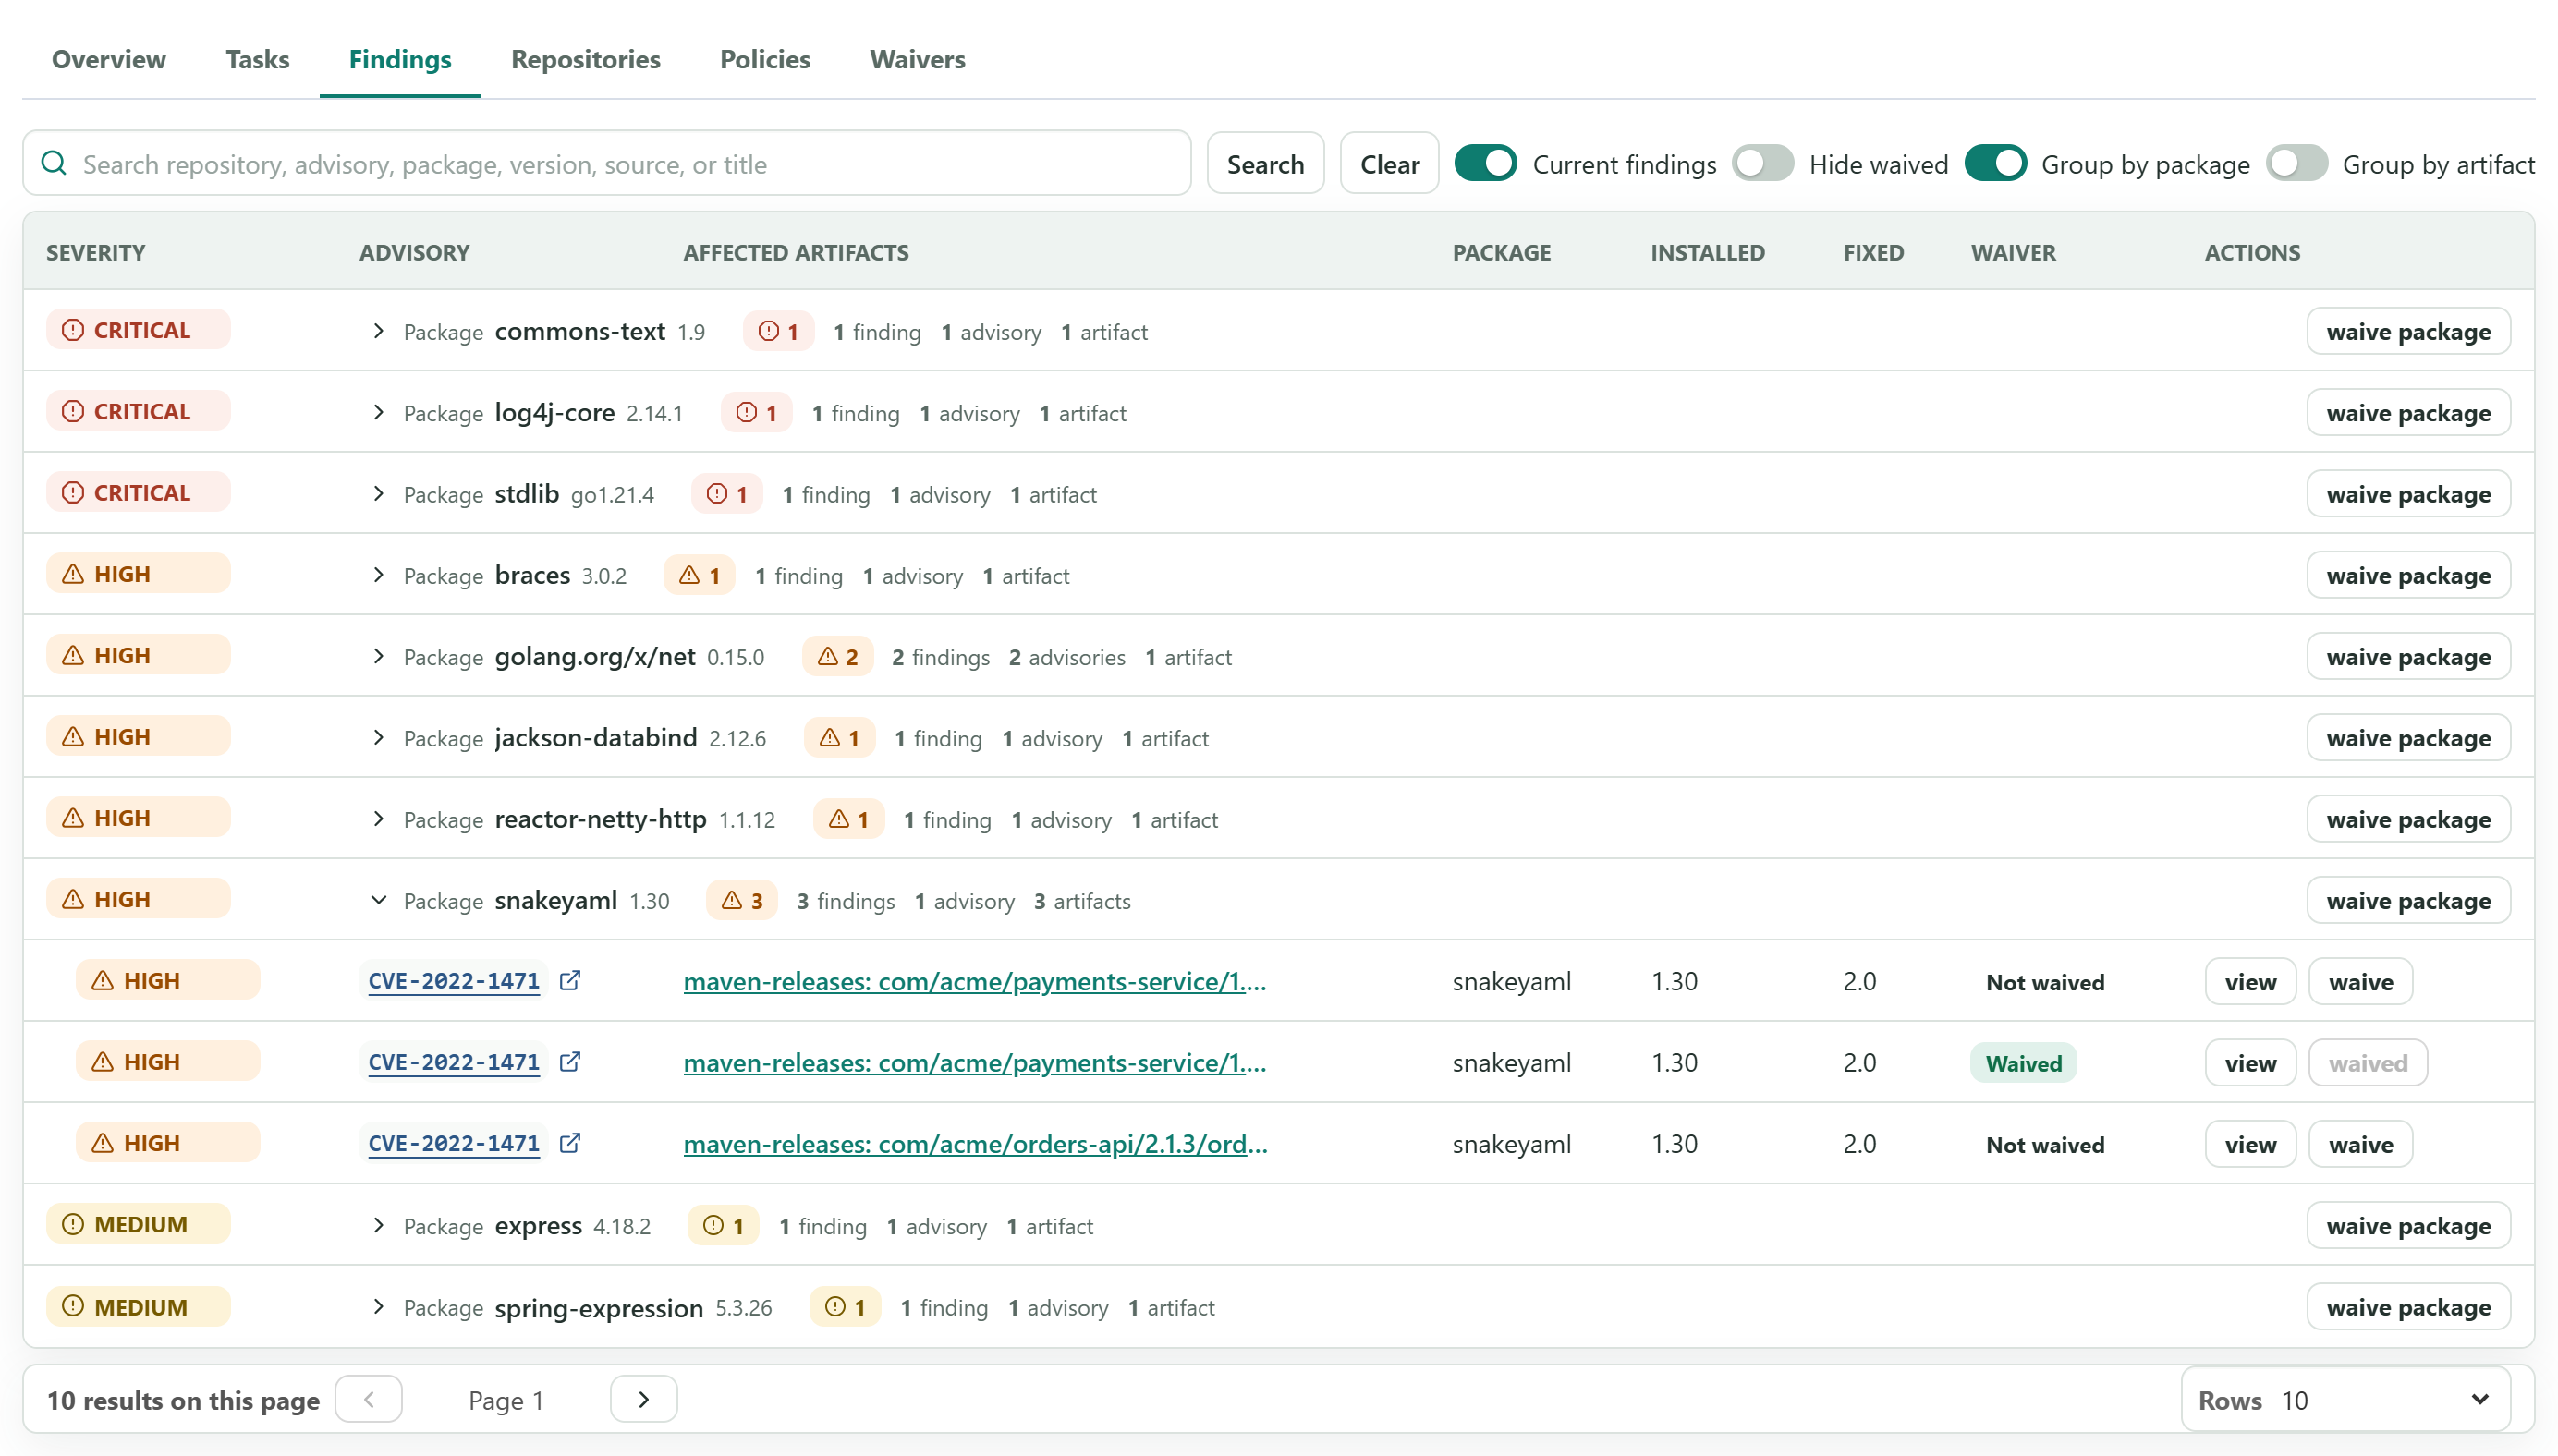 Overview Tasks Findings Repositories Policies Waivers
Search repository, advisory, package, version, source, or title Search Clear Current findings Hide waived Group by package Group by artifact
SEVERITY ADVISORY AFFECTED ARTIFACTS PACKAGE INSTALLED FIXED WAIVER ACTIONS
CRITICAL Package commons-text 1.9 1 1 finding 1 advisory 1 artifact waive package
CRITICAL Package log4j-core 2.14.1 1 1 finding 1 advisory 1 artifact waive package
CRITICAL Package stdlib go1.21.4 1 1 finding 1 advisory 1 artifact waive package
HIGH Package braces 3.0.2 1 1 finding 1 advisory 1 artifact waive package
HIGH Package golang.org/x/net 0.15.0 2 2 findings 2 advisories 1 artifact waive package
HIGH Package jackson-databind 2.12.6 1 1 finding 1 advisory 1 artifact waive package
HIGH Package reactor-netty-http 1.1.12 1 1 finding 1 advisory 1 artifact waive package
HIGH Package snakeyaml 1.30 3 3 findings 1 advisory 3 artifacts waive package
HIGH CVE-2022-1471 maven-releases: com/acme/payments-service/1.... snakeyaml 1.30 2.0 Not waived view waive
HIGH CVE-2022-1471 maven-releases: com/acme/payments-service/1.... snakeyaml 1.30 2.0 Waived view waived
HIGH CVE-2022-1471 maven-releases: com/acme/orders-api/2.1.3/ord... snakeyaml 1.30 2.0 Not waived view waive
MEDIUM Package express 4.18.2 1 1 finding 1 advisory 1 artifact waive package
MEDIUM Package spring-expression 5.3.26 1 1 finding 1 advisory 1 artifact waive package
10 results on this page Page 1 Rows 10